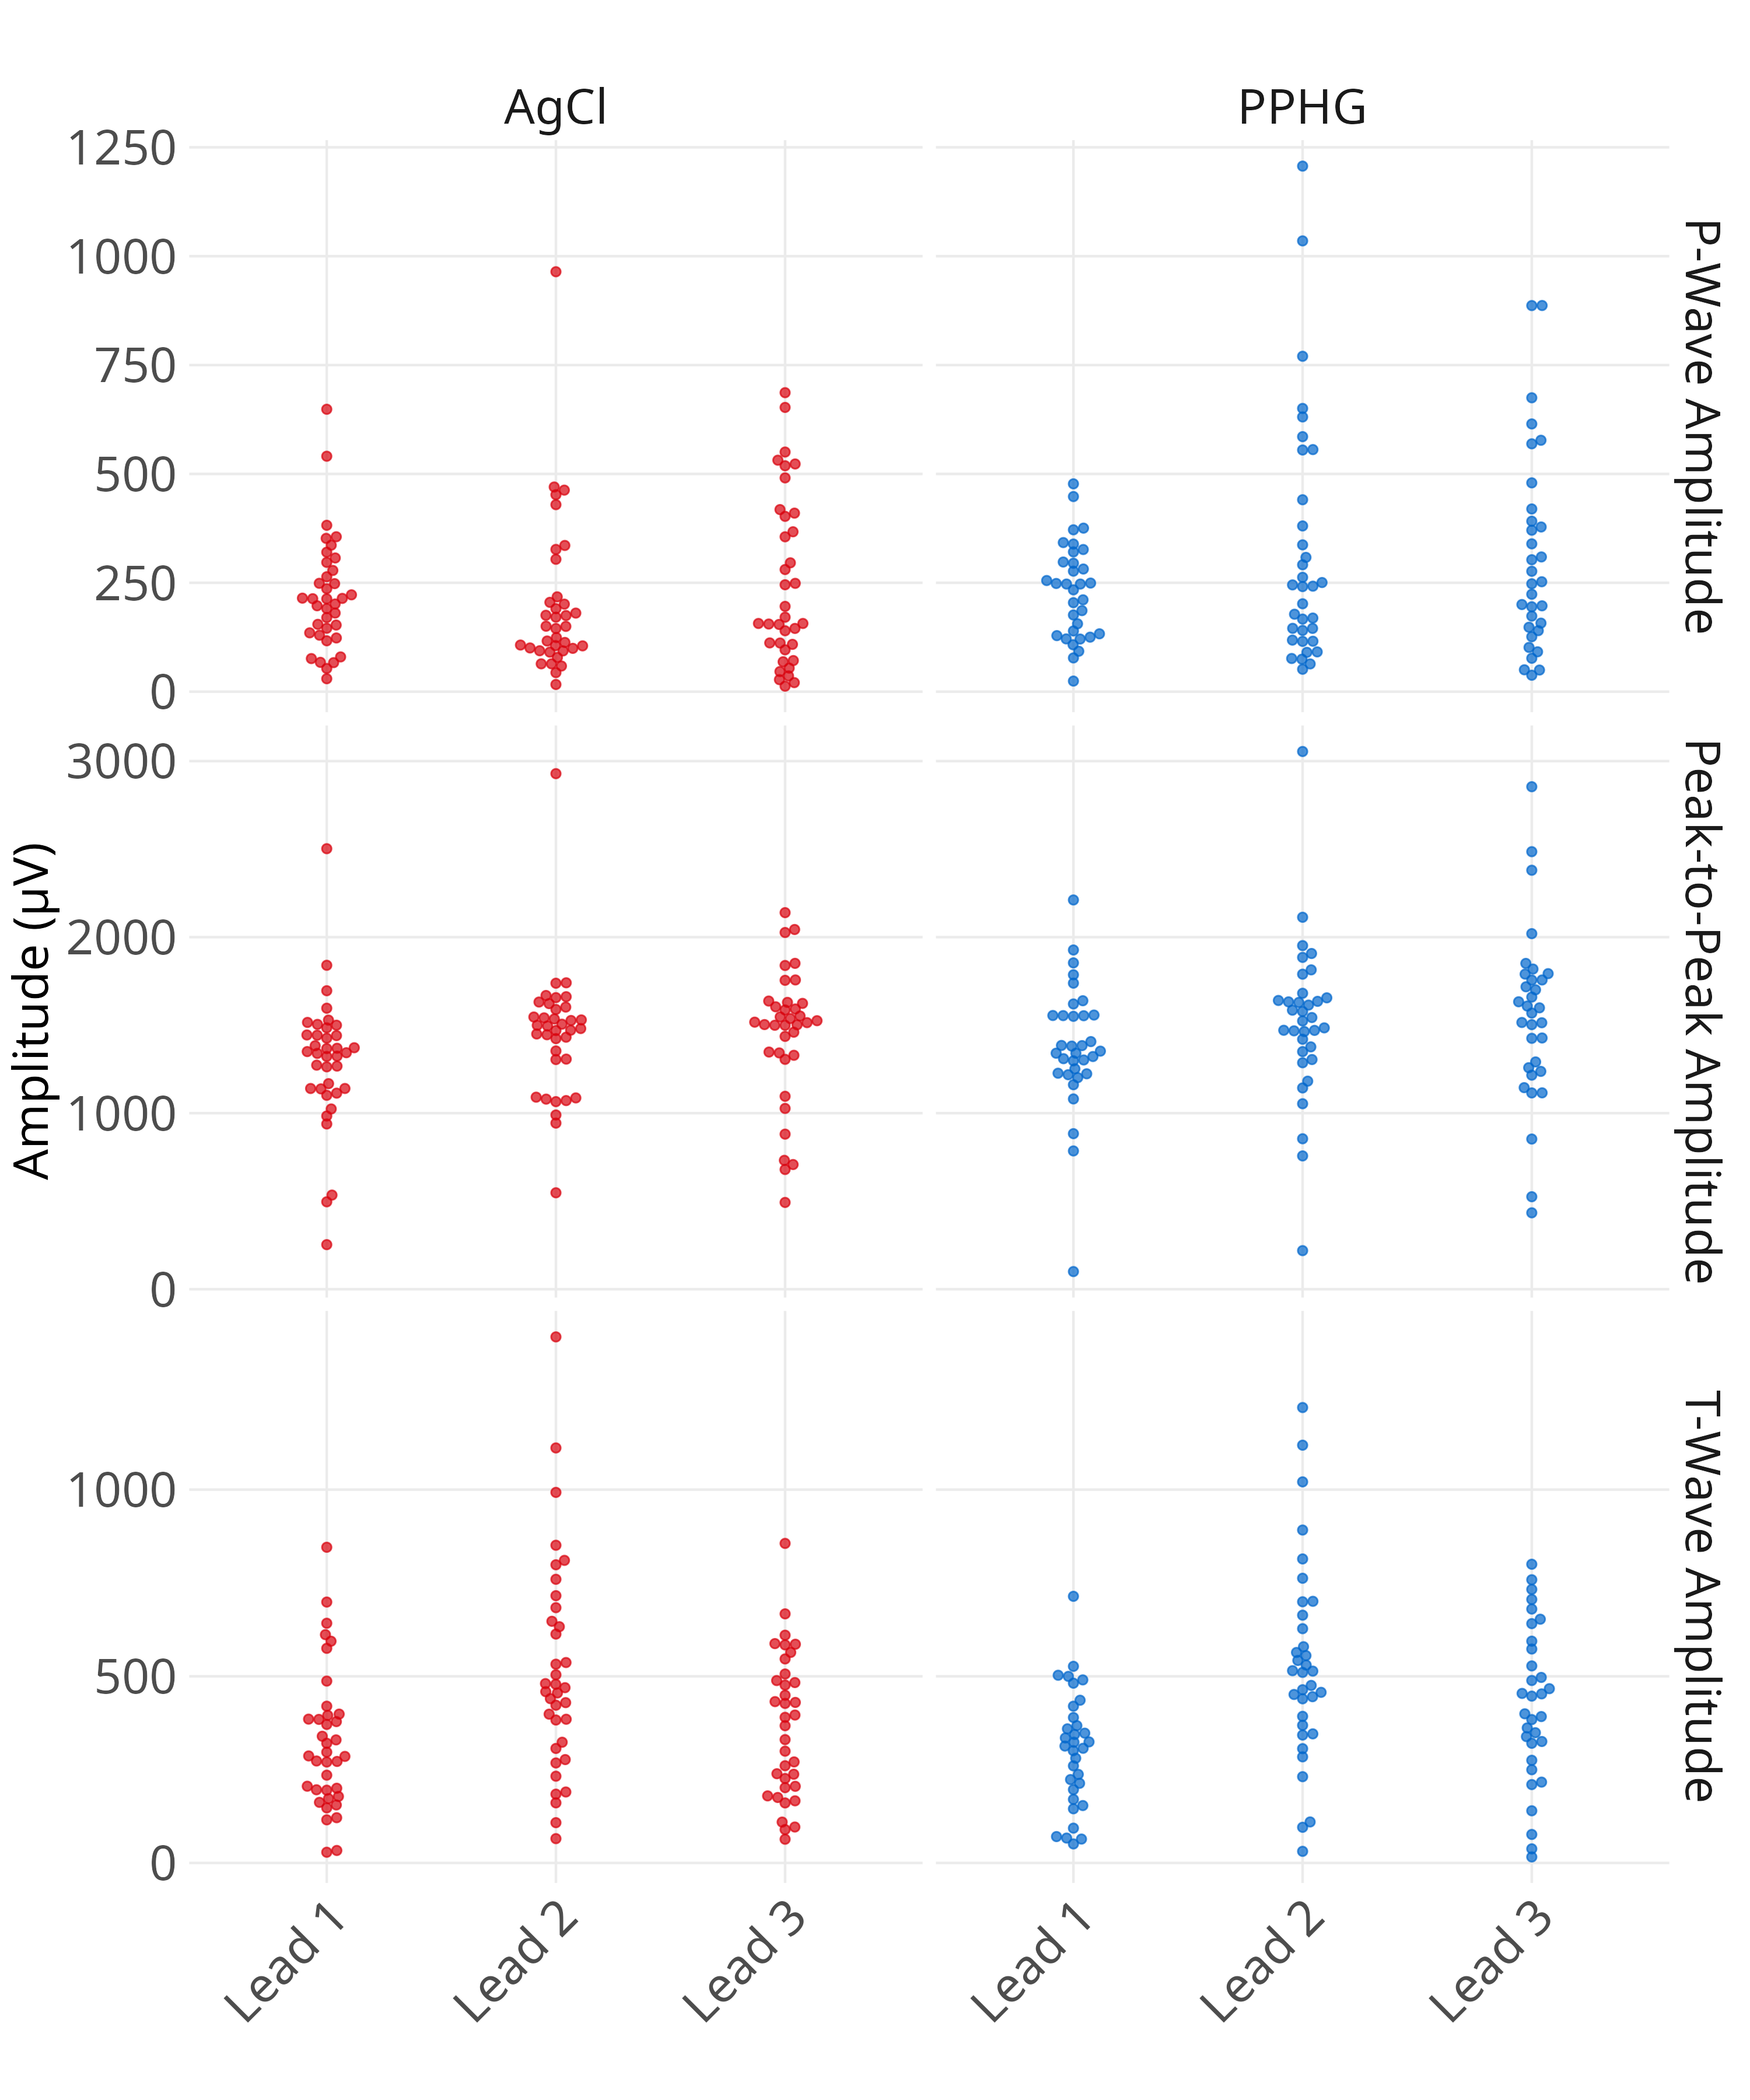 AgCl
PPHG
1250
1000
750
500
250
0
P-Wave Amplitude
3000
2000
1000
0
Peak-to-Peak Amplitude
Amplitude (µV)
1000
500
0
T-Wave Amplitude
Lead 1
Lead 2
Lead 3
Lead 1
Lead 2
Lead 3